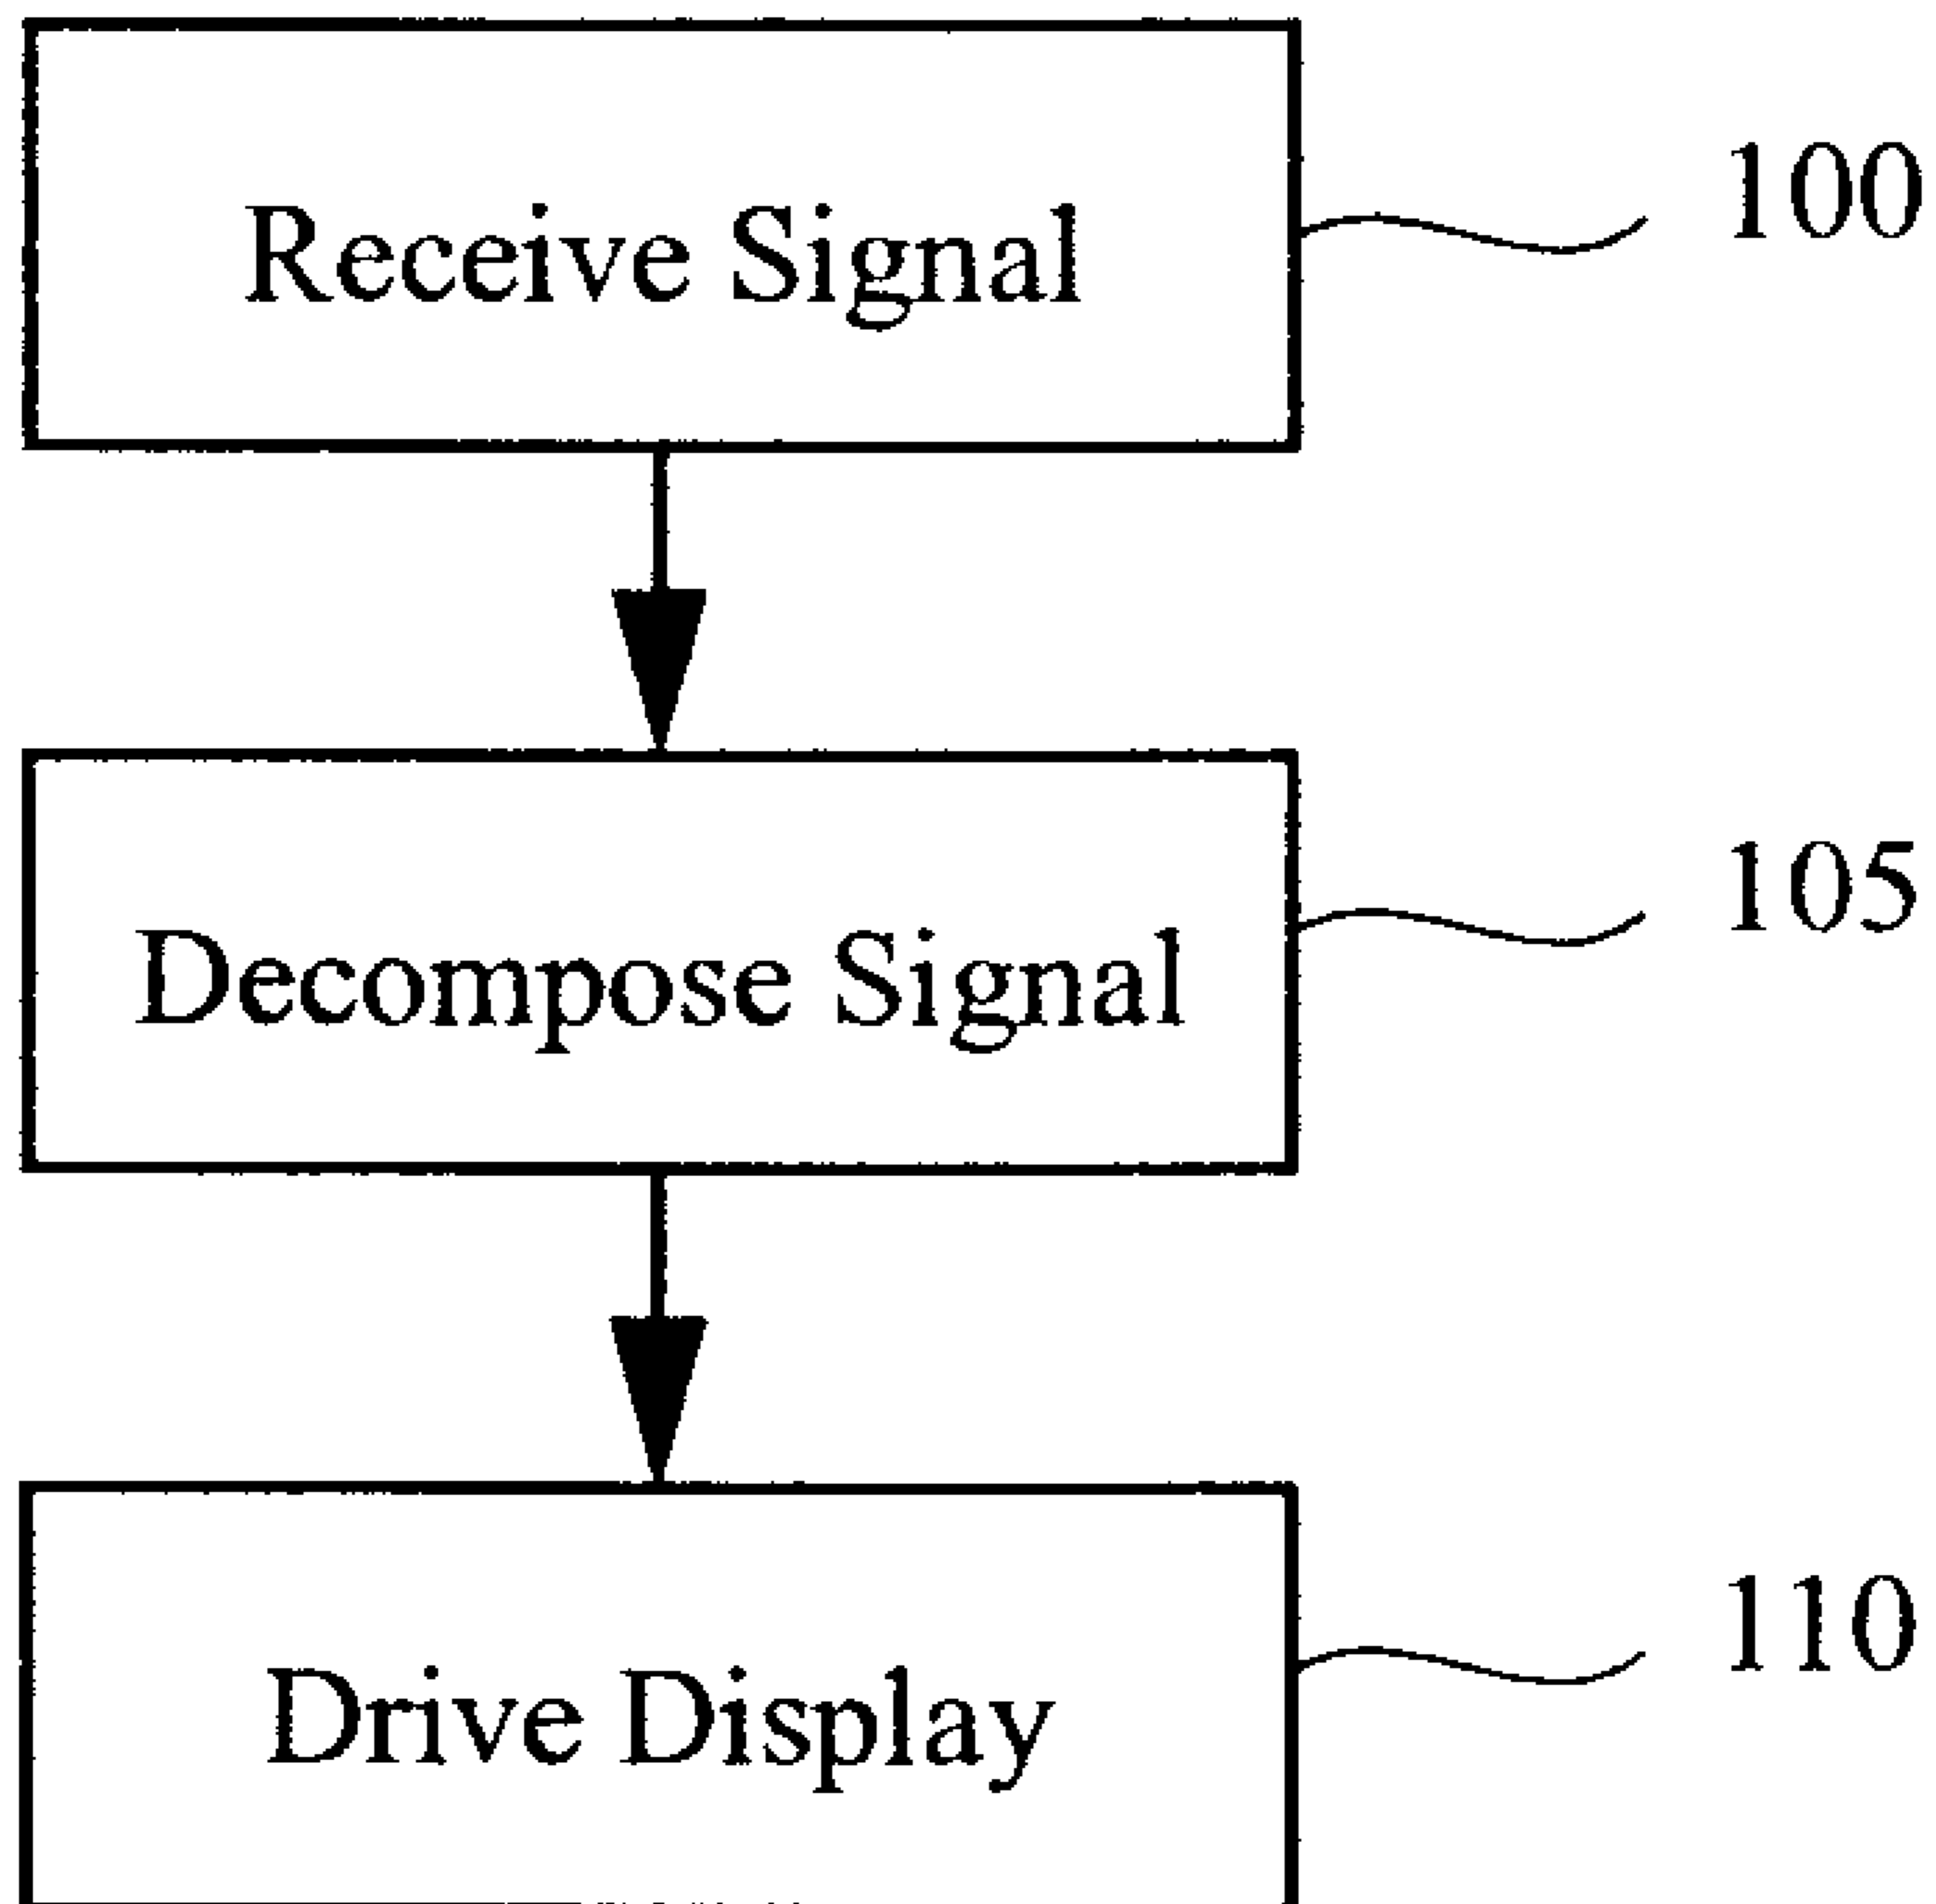 Receive Signal
100
Decompose Signal
105
Drive Display
110